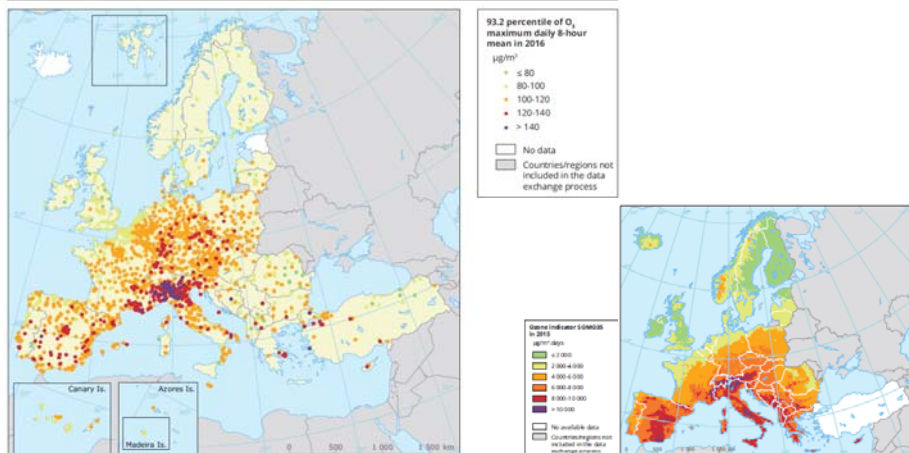 93.2 percentile of O₃
maximum daily 8-hour
mean in 2016
µg/m³
≤ 80
80-100
100-120
120-140
> 140
No data
Countries/regions not
included in the data
exchange process
Canary Is.
Azores Is.
Madeira Is.
0 500 1 000 1 500 km
Ozone indicator SOMO35
in 2015
µg/m³·days
≤ 2 000
2 000-4 000
4 000-6 000
6 000-8 000
8 000-10 000
> 10 000
No available data
Countries/regions not
included in the data
exchange process